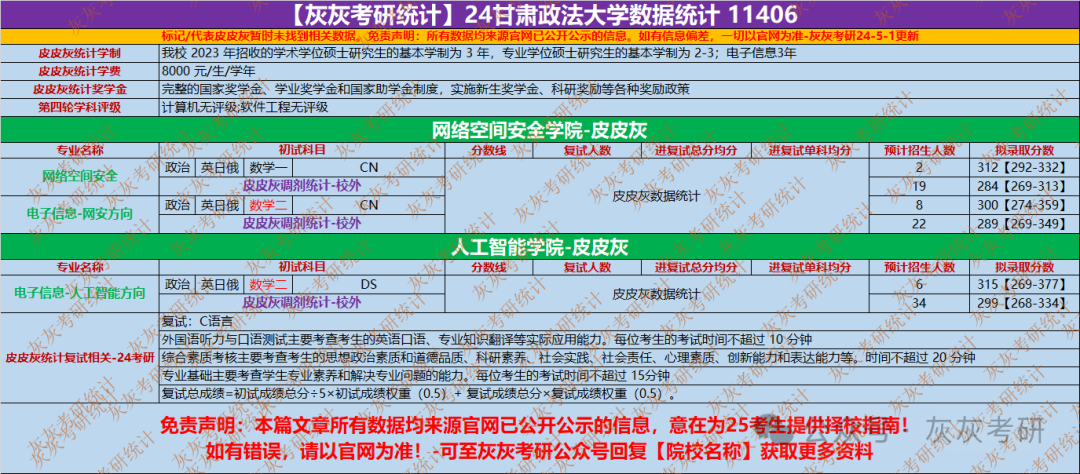 【灰灰考研统计】24甘肃政法大学数据统计 11406
标记/代表皮皮灰暂时未找到相关数据。免责声明：所有数据均来源官网已公开公示的信息。如有信息偏差，一切以官网为准-灰灰考研24-5-1更新
皮皮灰统计学制 我校 2023 年招收的学术学位硕士研究生的基本学制为 3 年，专业学位硕士研究生的基本学制为 2-3；电子信息3年
皮皮灰统计学费 8000 元/生/学年
皮皮灰统计奖学金 完整的国家奖学金、学业奖学金和国家助学金制度，实施新生奖学金、科研奖励等各种奖励政策
第四轮学科评级 计算机无评级;软件工程无评级
网络空间安全学院-皮皮灰
专业名称 初试科目 分数线 复试人数 进复试总分均分 进复试单科均分 预计招生人数 拟录取分数
网络空间安全 政治 英日俄 数学一 CN 皮皮灰数据统计 2 312【292-332】
皮皮灰调剂统计-校外 19 284【269-313】
电子信息-网安方向 政治 英日俄 数学二 CN 8 300【274-359】
皮皮灰调剂统计-校外 22 289【269-349】
人工智能学院-皮皮灰
专业名称 初试科目 分数线 复试人数 进复试总分均分 进复试单科均分 预计招生人数 拟录取分数
电子信息-人工智能方向 政治 英日俄 数学二 DS 皮皮灰数据统计 6 315【269-377】
皮皮灰调剂统计-校外 34 299【268-334】
皮皮灰统计复试相关-24考研
复试：C语言
外国语听力与口语测试主要考查考生的英语口语、专业知识翻译等实际应用能力。每位考生的考试时间不超过 10 分钟
综合素质考核主要考查考生的思想政治素质和道德品质、科研素养、社会实践、社会责任、心理素质、创新能力和表达能力等。时间不超过 20 分钟
专业基础主要考查学生专业素养和解决专业问题的能力。每位考生的考试时间不超过 15分钟
复试总成绩=初试成绩总分÷5×初试成绩权重（0.5）+ 复试成绩总分×复试成绩权重（0.5）。
免责声明：本篇文章所有数据均来源官网已公开公示的信息，意在为25考生提供择校指南！
如有错误，请以官网为准！-可至灰灰考研公众号回复【院校名称】获取更多资料
公众号 灰灰考研
灰灰考研统计